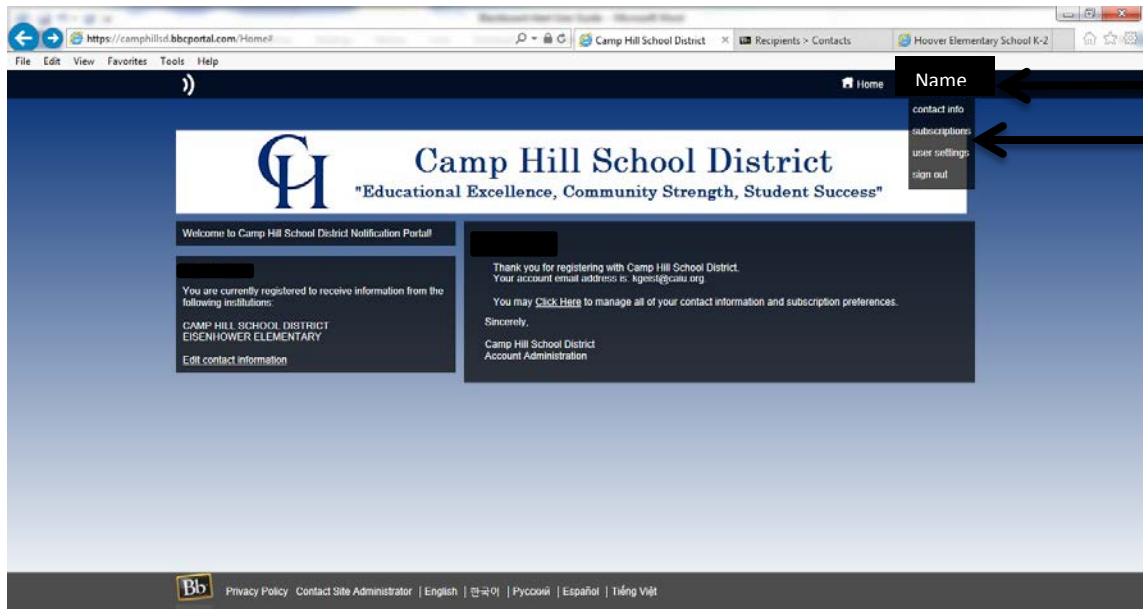 https://camphillsd.bbcportal.com/Home#
Camp Hill School District
Recipients > Contacts
Hoover Elementary School K-2
File Edit View Favorites Tools Help
Home
Name
contact info
subscriptions
user settings
sign out
CH
Camp Hill School District
"Educational Excellence, Community Strength, Student Success"
Welcome to Camp Hill School District Notification Portal!
You are currently registered to receive information from the
following institutions:
CAMP HILL SCHOOL DISTRICT
EISENHOWER ELEMENTARY
Edit contact information
Thank you for registering with Camp Hill School District.
Your account email address is: kgeist@caiu.org.
You may Click Here to manage all of your contact information and subscription preferences.
Sincerely,
Camp Hill School District
Account Administration
Bb
Privacy Policy Contact Site Administrator | English | 한국어 | Русский | Español | Tiếng Việt